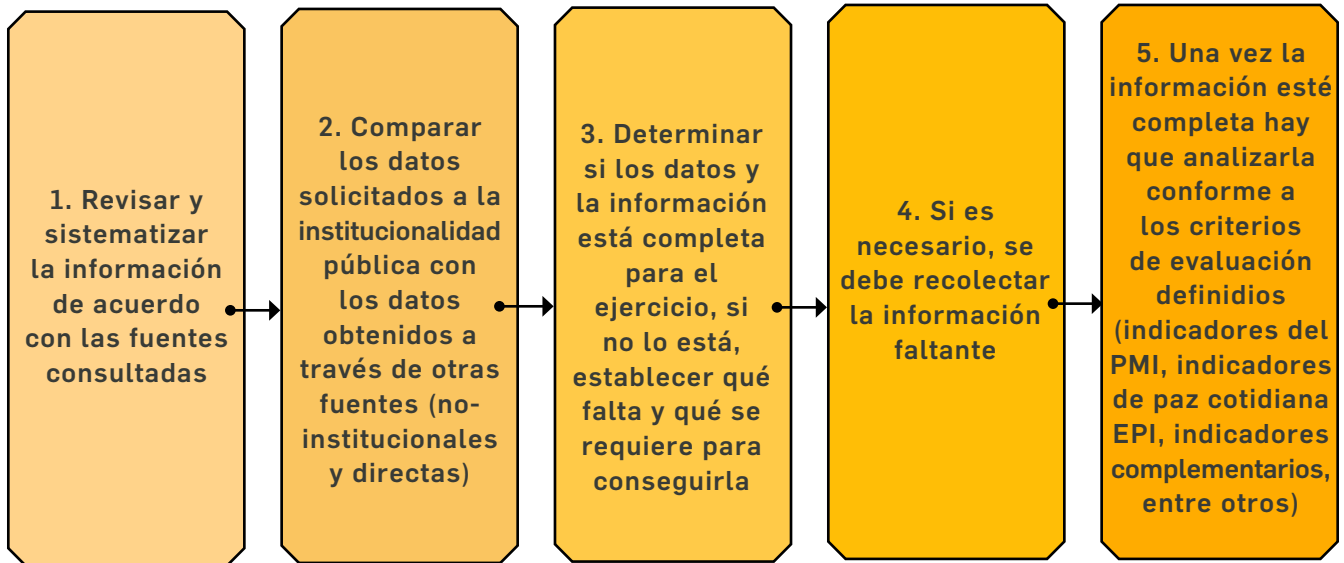 1. Revisar y
sistematizar
la información
de acuerdo
con las fuentes
consultadas
2. Comparar
los datos
solicitados a la
institucionalidad
pública con
los datos
obtenidos a
través de otras
fuentes (no-
institucionales
y directas)
3. Determinar
si los datos y
la información
está completa
para el
ejercicio, si
no lo está,
establecer qué
falta y qué se
requiere para
conseguirla
4. Si es
necesario, se
debe recolectar
la información
faltante
5. Una vez la
información esté
completa hay
que analizarla
conforme a
los criterios
de evaluación
definidios
(indicadores del
PMI, indicadores
de paz cotidiana
EPI, indicadores
complementarios,
entre otros)